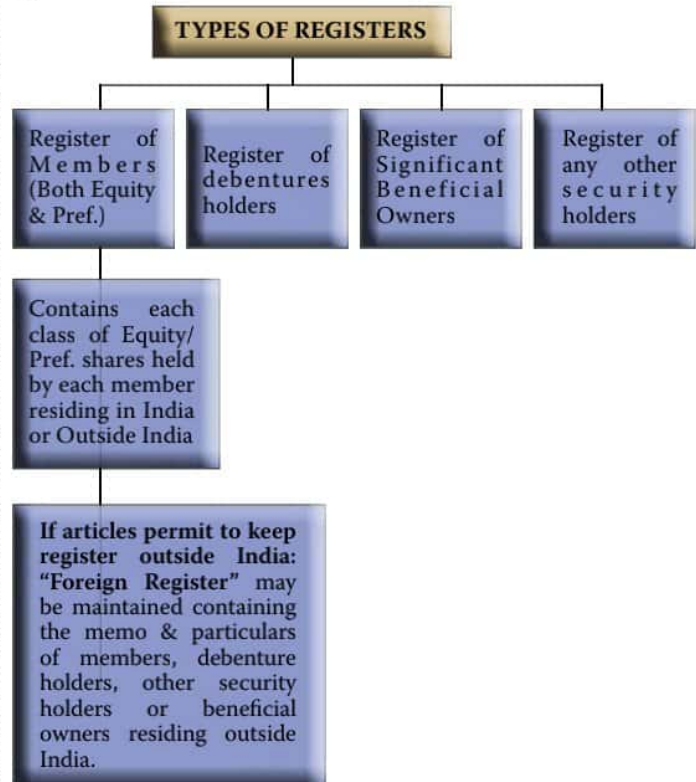 TYPES OF REGISTERS
Register of
Members
(Both Equity
& Pref.)
Register of
debentures
holders
Register of
Significant
Beneficial
Owners
Register of
any other
security
holders
Contains each
class of Equity/
Pref. shares held
by each member
residing in India
or Outside India
If articles permit to keep
register outside India:
“Foreign Register” may
be maintained containing
the memo & particulars
of members, debenture
holders, other security
holders or beneficial
owners residing outside
India.